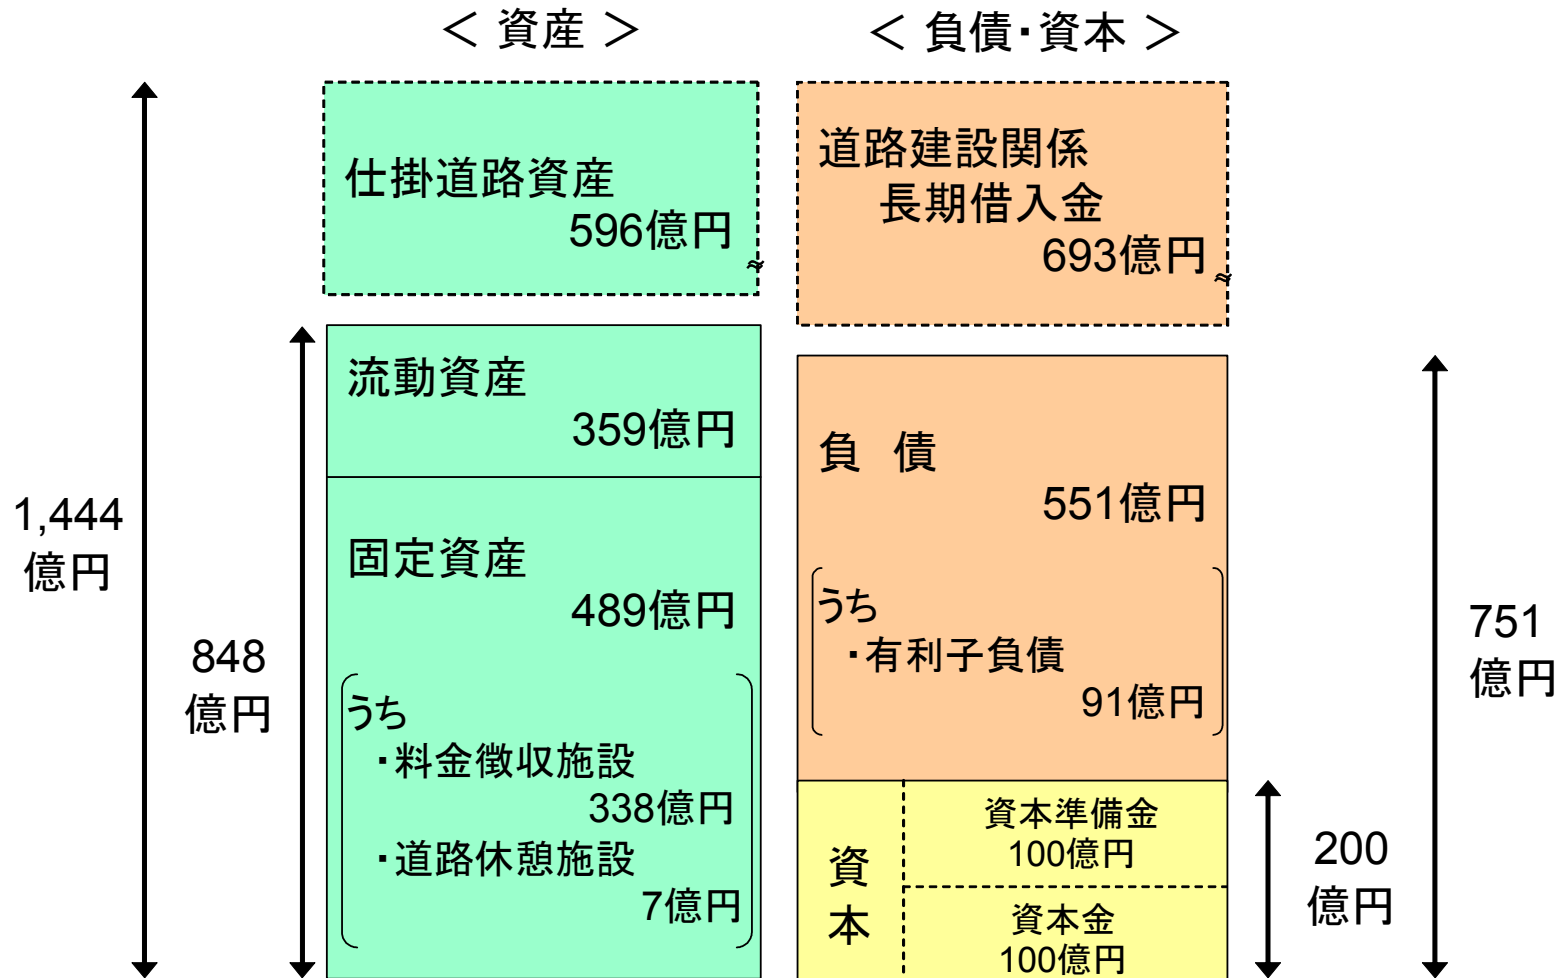 ＜ 資産 ＞
＜ 負債・資本 ＞
1,444
億円
848
億円
仕掛道路資産
596億円
流動資産
359億円
固定資産
489億円
うち
・料金徴収施設
338億円
・道路休憩施設
7億円
道路建設関係
長期借入金
693億円
負 債
551億円
うち
・有利子負債
91億円
資
本
資本準備金
100億円
資本金
100億円
200
億円
751
億円